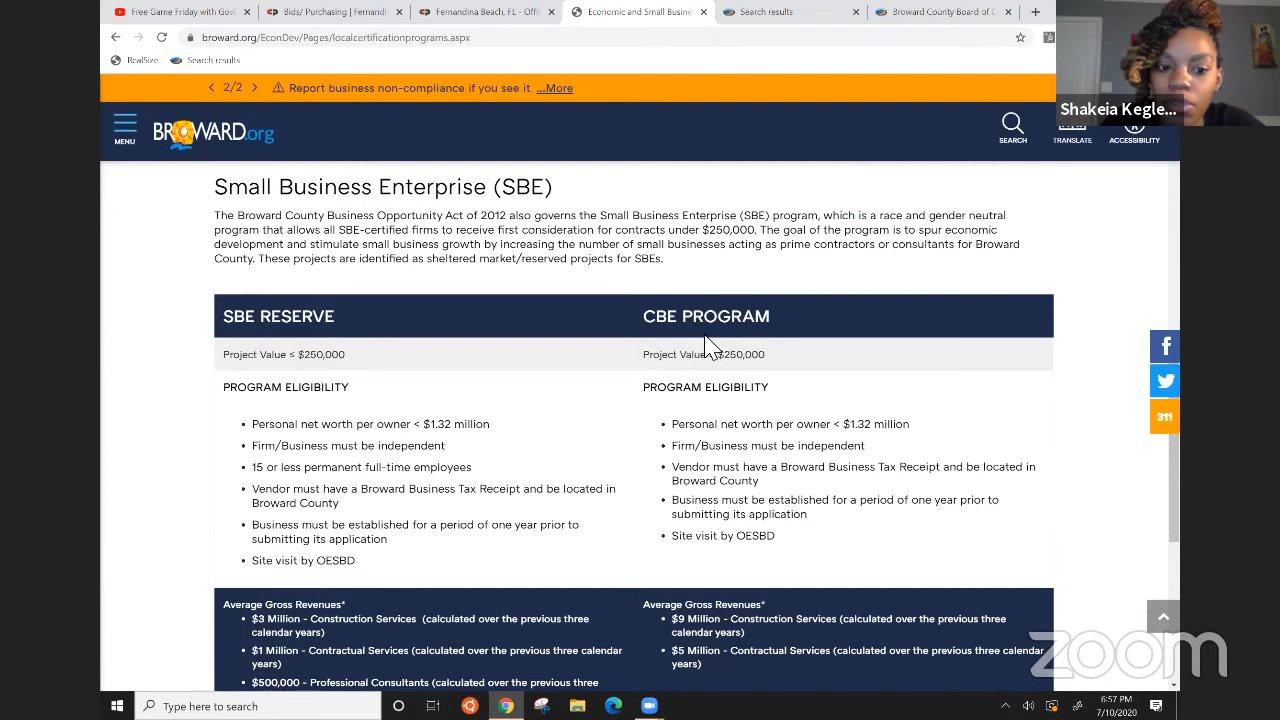 Free Game Friday with Gov
Bids/ Purchasing | Fernandin
Fernandina Beach, FL - Offi
Economic and Small Busine
Search results
Broward County Board of C
broward.org/EconDev/Pages/localcertificationprograms.aspx
RealSize
Search results
2/2
Report business non-compliance if you see it ...More
Shakeia Kegle...
MENU
BROWARD.org
SEARCH
TRANSLATE
ACCESSIBILITY
Small Business Enterprise (SBE)
The Broward County Business Opportunity Act of 2012 also governs the Small Business Enterprise (SBE) program, which is a race and gender neutral
program that allows all SBE-certified firms to receive first consideration for contracts under $250,000. The goal of the program is to spur economic
development and stimulate small business growth by increasing the number of small businesses acting as prime contractors or consultants for Broward
County. These projects are identified as sheltered market/reserved projects for SBEs.
SBE RESERVE
CBE PROGRAM
Project Value ≤ $250,000
Project Value $250,000
PROGRAM ELIGIBILITY
• Personal net worth per owner < $1.32 million
• Firm/Business must be independent
• 15 or less permanent full-time employees
• Vendor must have a Broward Business Tax Receipt and be located in
Broward County
• Business must be established for a period of one year prior to
submitting its application
• Site visit by OESBD
PROGRAM ELIGIBILITY
• Personal net worth per owner < $1.32 million
• Firm/Business must be independent
• Vendor must have a Broward Business Tax Receipt and be located in
Broward County
• Business must be established for a period of one year prior to
submitting its application
• Site visit by OESBD
Average Gross Revenues*
• $3 Million - Construction Services (calculated over the previous three
calendar years)
• $1 Million - Contractual Services (calculated over the previous three calendar
years)
• $500,000 - Professional Consultants (calculated over the previous three
Average Gross Revenues*
• $9 Million - Construction Services (calculated over the previous three
calendar years)
• $5 Million - Contractual Services (calculated over the previous three calendar
years)
311
zoom
Type here to search
6:57 PM
7/10/2020